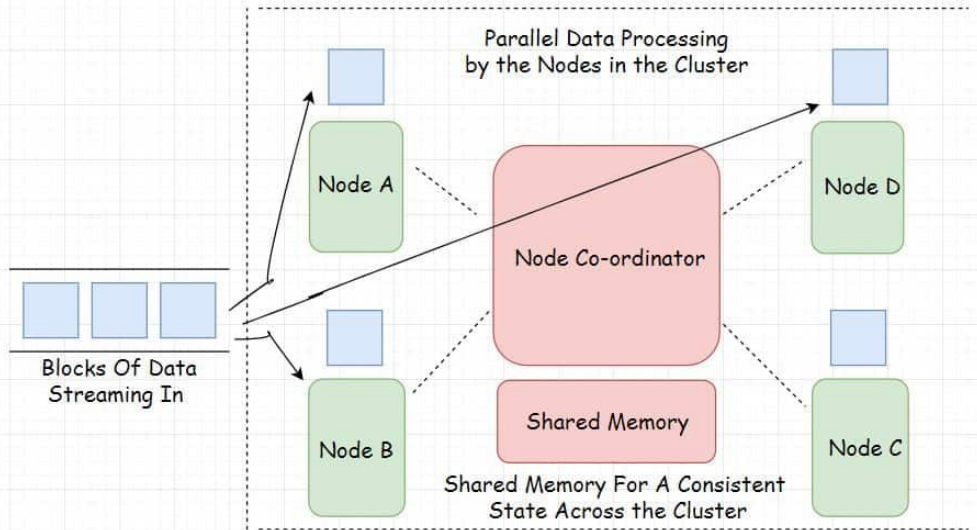 Parallel Data Processing
by the Nodes in the Cluster
Node A
Node D
Node Co-ordinator
Blocks Of Data
Streaming In
Shared Memory
Node B
Node C
Shared Memory For A Consistent
State Across the Cluster